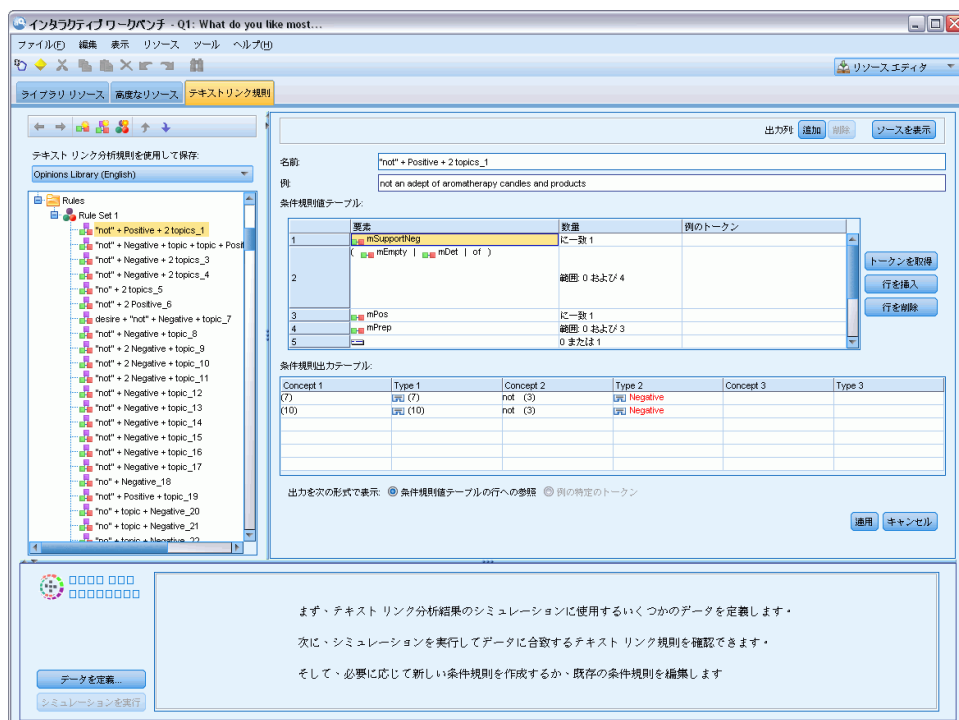 インタラクティブ ワークベンチ - Q1: What do you like most...
ファイル(F) 編集 表示 リソース ツール ヘルプ(H)
リソース エディタ
ライブラリ リソース 高度なリソース テキストリンク規則
テキスト リンク分析規則を使用して保存:
Opinions Library (English)
Rules
Rule Set 1
"not" + Positive + 2 topics_1
"not" + Negative + topic + topic + Posit
"not" + Negative + 2 topics_3
"not" + Negative + 2 topics_4
"no" + 2 topics_5
"not" + 2 Positive_6
desire + "not" + Negative + topic_7
"not" + Negative + topic_8
"not" + 2 Negative + topic_9
"not" + 2 Negative + topic_10
"not" + 2 Negative + topic_11
"not" + Negative + topic_12
"not" + Negative + topic_13
"not" + Negative + topic_14
"not" + Negative + topic_15
"not" + Negative + topic_16
"not" + Negative + topic_17
"no" + Negative_18
"not" + Positive + topic_19
"not" + topic + Negative_20
"no" + topic + Negative_21
"no" + topic + Negative_22
出力列: 追加 削除 ソースを表示
名前: "not" + Positive + 2 topics_1
例: not an adept of aromatherapy candles and products
条件規則値テーブル:
要素 数量 例のトークン
1 mSupportNeg に一致 1
2 ( mEmpty | mDet | of ) 範囲: 0 および 4
3 mPos に一致 1
4 mPrep 範囲: 0 および 3
5 0 または 1
トークンを取得
行を挿入
行を削除
条件規則出力テーブル:
Concept 1 Type 1 Concept 2 Type 2 Concept 3 Type 3
(7) (7) not (3) Negative
(10) (10) not (3) Negative
出力を次の形式で表示: 条件規則値テーブルの行への参照 例の特定のトークン
適用 キャンセル
まず、テキスト リンク分析結果のシミュレーションに使用するいくつかのデータを定義します。
次に、シミュレーションを実行してデータに合致するテキスト リンク規則を確認できます。
そして、必要に応じて新しい条件規則を作成するか、既存の条件規則を編集します
データを定義...
シミュレーションを実行